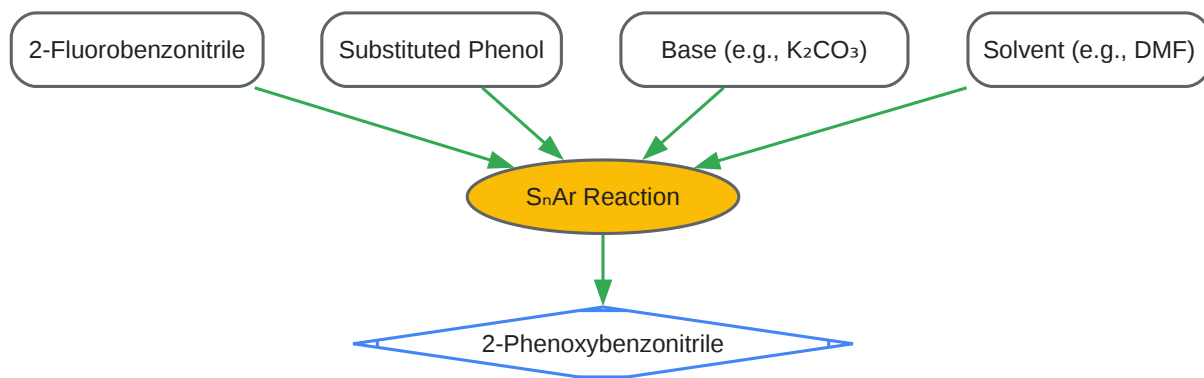 2-Fluorobenzonitrile
Substituted Phenol
Base (e.g., K₂CO₃)
Solvent (e.g., DMF)
SₙAr Reaction
2-Phenoxybenzonitrile